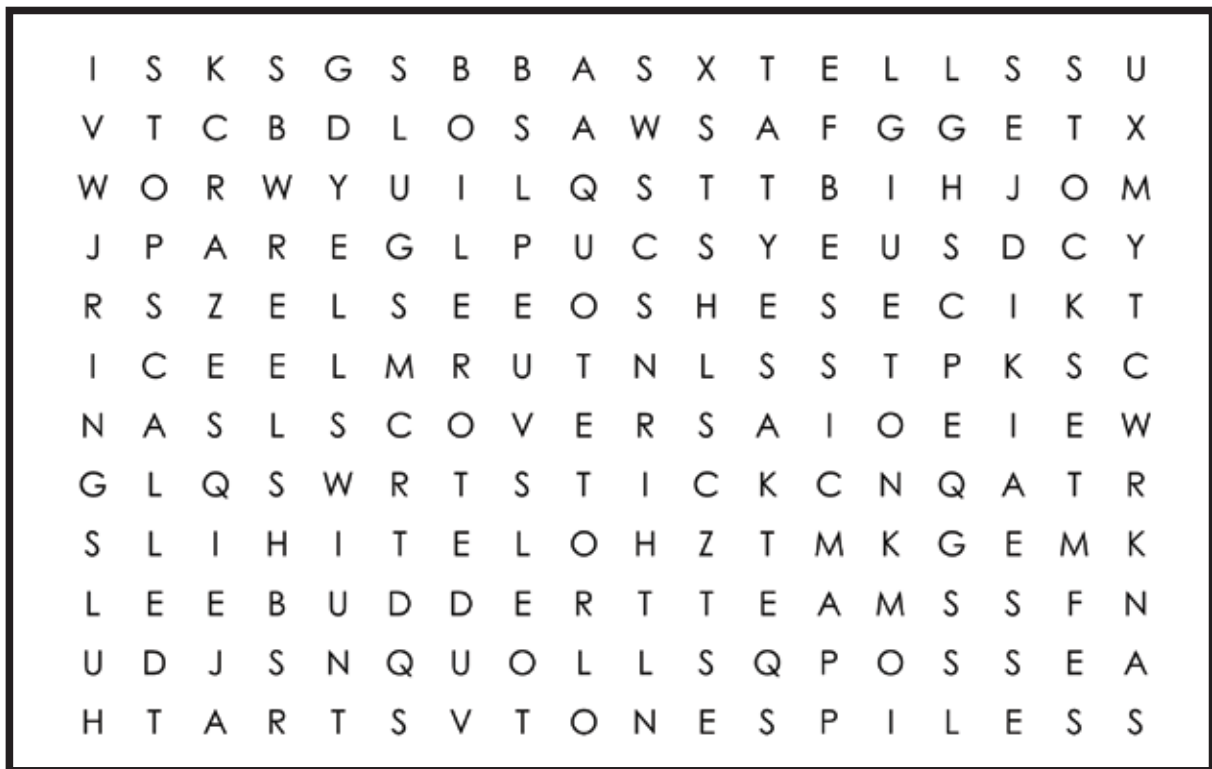 I S K S G S B B A S X T E L L S S U
V T C B D L O S A W S A F G G E T X
W O R W Y U I L Q S T T B I H J O M
J P A R E G L P U C S Y E U S D C Y
R S Z E L S E E O S H E S E C I K T
I C E E L M R U T N L S S T P K S C
N A S L S C O V E R S A I O E I E W
G L Q S W R T S T I C K C N Q A T R
S L I H I T E L O H Z T M K G E M K
L E E B U D D E R T T E A M S S F N
U D J S N Q U O L L S Q P O S S E A
H T A R T S V T O N E S P I L E S S